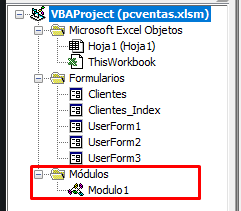 VBAProject (pcventas.xlsm)
Microsoft Excel Objetos
Hoja1 (Hoja1)
ThisWorkbook
Formularios
Clientes
Clientes_Index
UserForm1
UserForm2
UserForm3
Módulos
Modulo1